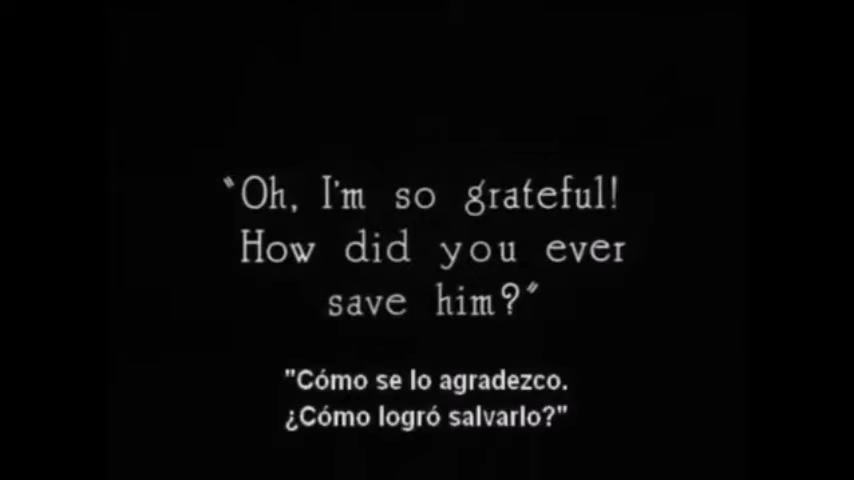 "Oh, I'm so grateful!
How did you ever
save him?"
"Cómo se lo agradezco.
¿Cómo logró salvarlo?"